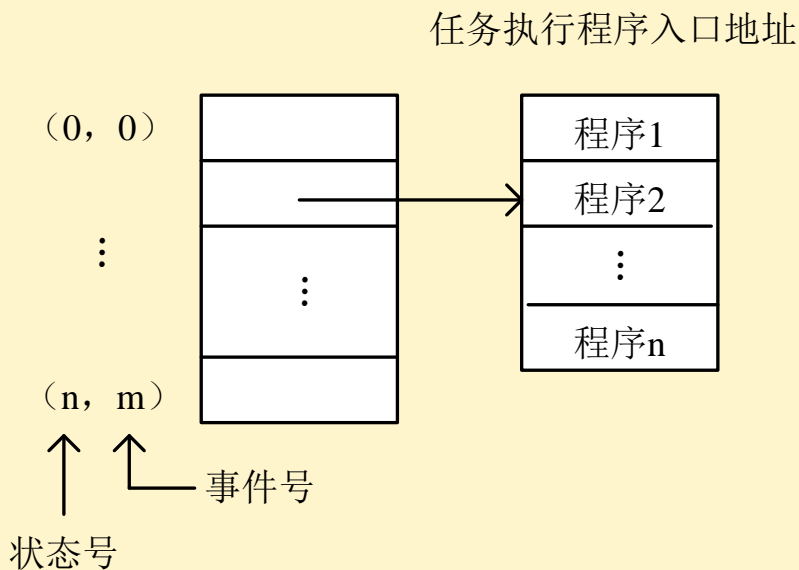 任务执行程序入口地址
（0，0）
程序1
程序2
⋮
⋮
⋮
程序n
（n，m）
事件号
状态号